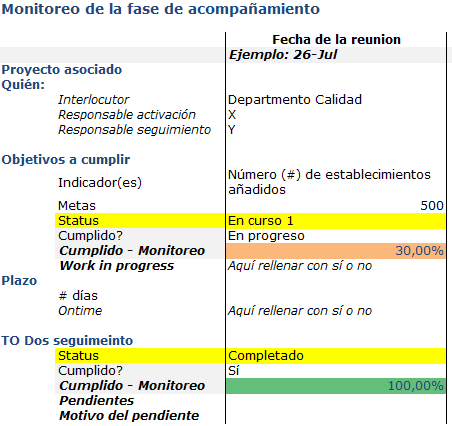 Monitoreo de la fase de acompañamiento
Fecha de la reunion
Ejemplo: 26-Jul
Proyecto asociado
Quién:
Interlocutor Departmento Calidad
Responsable activación X
Responsable seguimiento Y
Objetivos a cumplir
Indicador(es) Número (#) de establecimientos
añadidos
Metas 500
Status En curso 1
Cumplido? En progreso
Cumplido - Monitoreo 30,00%
Work in progress Aquí rellenar con sí o no
Plazo
# días
Ontime Aquí rellenar con sí o no
TO Dos seguimeinto
Status Completado
Cumplido? Sí
Cumplido - Monitoreo 100,00%
Pendientes
Motivo del pendiente